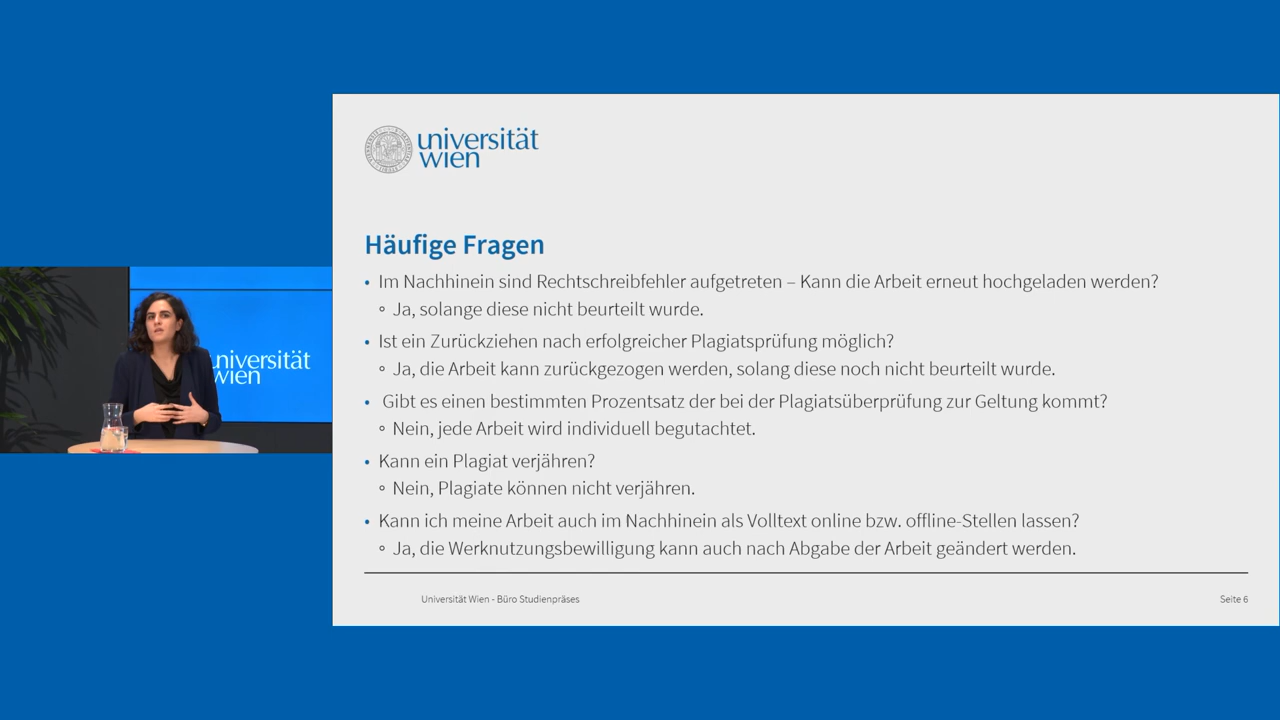 universität
wien
Häufige Fragen
• Im Nachhinein sind Rechtschreibfehler aufgetreten – Kann die Arbeit erneut hochgeladen werden?
◦ Ja, solange diese nicht beurteilt wurde.
• Ist ein Zurückziehen nach erfolgreicher Plagiatsprüfung möglich?
◦ Ja, die Arbeit kann zurückgezogen werden, solang diese noch nicht beurteilt wurde.
• Gibt es einen bestimmten Prozentsatz der bei der Plagiatsüberprüfung zur Geltung kommt?
◦ Nein, jede Arbeit wird individuell begutachtet.
• Kann ein Plagiat verjähren?
◦ Nein, Plagiate können nicht verjähren.
• Kann ich meine Arbeit auch im Nachhinein als Volltext online bzw. offline-Stellen lassen?
◦ Ja, die Werknutzungsbewilligung kann auch nach Abgabe der Arbeit geändert werden.
Universität Wien - Büro Studienpräses
Seite 6
universität
wien